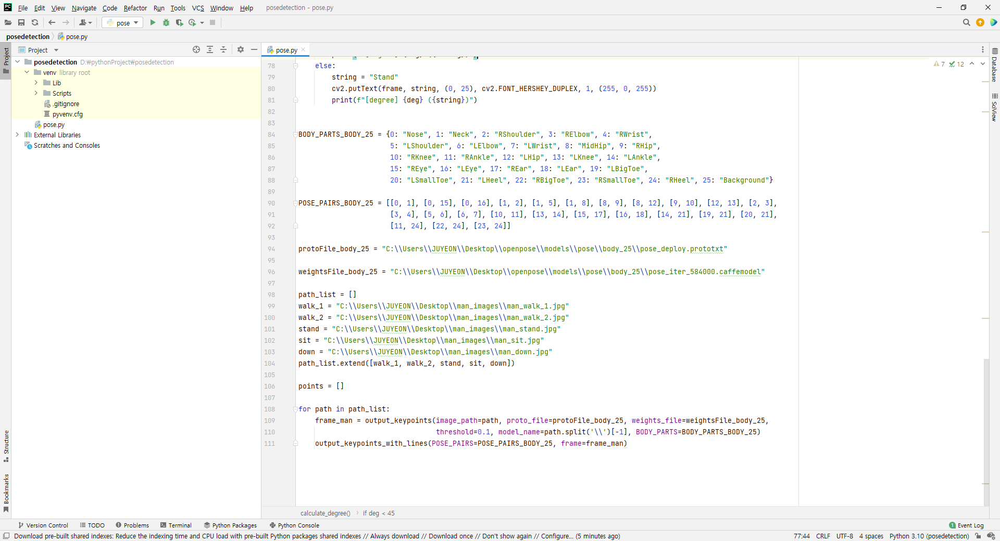 PC File Edit View Navigate Code Refactor Run Tools VCS Window Help posedetection - pose.py
pose
posedetection pose.py
Project
Project
posedetection D:₩pythonProject₩posedetection
venv library root
Lib
Scripts
.gitignore
pyvenv.cfg
pose.py
External Libraries
Scratches and Consoles
Structure
Bookmarks
pose.py
7 12
Database
SciView
78 else:
79 string = "Stand"
80 cv2.putText(frame, string, (0, 25), cv2.FONT_HERSHEY_DUPLEX, 1, (255, 0, 255))
81 print(f"[degree] {deg} ({string})")
82
83
84 BODY_PARTS_BODY_25 = {0: "Nose", 1: "Neck", 2: "RShoulder", 3: "RElbow", 4: "RWrist",
85 5: "LShoulder", 6: "LElbow", 7: "LWrist", 8: "MidHip", 9: "RHip",
86 10: "RKnee", 11: "RAnkle", 12: "LHip", 13: "LKnee", 14: "LAnkle",
87 15: "REye", 16: "LEye", 17: "REar", 18: "LEar", 19: "LBigToe",
88 20: "LSmallToe", 21: "LHeel", 22: "RBigToe", 23: "RSmallToe", 24: "RHeel", 25: "Background"}
89
90 POSE_PAIRS_BODY_25 = [[0, 1], [0, 15], [0, 16], [1, 2], [1, 5], [1, 8], [8, 9], [8, 12], [9, 10], [12, 13], [2, 3],
91 [3, 4], [5, 6], [6, 7], [10, 11], [13, 14], [15, 17], [16, 18], [14, 21], [19, 21], [20, 21],
92 [11, 24], [22, 24], [23, 24]]
93
94 protoFile_body_25 = "C:\\Users\\JUYEON\\Desktop\\openpose\\models\\pose\\body_25\\pose_deploy.prototxt"
95
96 weightsFile_body_25 = "C:\\Users\\JUYEON\\Desktop\\openpose\\models\\pose\\body_25\\pose_iter_584000.caffemodel"
97
98 path_list = []
99 walk_1 = "C:\\Users\\JUYEON\\Desktop\\man_images\\man_walk_1.jpg"
100 walk_2 = "C:\\Users\\JUYEON\\Desktop\\man_images\\man_walk_2.jpg"
101 stand = "C:\\Users\\JUYEON\\Desktop\\man_images\\man_stand.jpg"
102 sit = "C:\\Users\\JUYEON\\Desktop\\man_images\\man_sit.jpg"
103 down = "C:\\Users\\JUYEON\\Desktop\\man_images\\man_down.jpg"
104 path_list.extend([walk_1, walk_2, stand, sit, down])
105
106 points = []
107
108 for path in path_list:
109 frame_man = output_keypoints(image_path=path, proto_file=protoFile_body_25, weights_file=weightsFile_body_25,
110 threshold=0.1, model_name=path.split('\\')[-1], BODY_PARTS=BODY_PARTS_BODY_25)
111 output_keypoints_with_lines(POSE_PAIRS=POSE_PAIRS_BODY_25, frame=frame_man)
calculate_degree() if deg < 45
Version Control TODO Problems Terminal Python Packages Python Console 1 Event Log
Download pre-built shared indexes: Reduce the indexing time and CPU load with pre-built Python packages shared indexes // Always download // Download once // Don't show again // Configure... (5 minutes ago) 77:44 CRLF UTF-8 4 spaces Python 3.10 (posedetection)